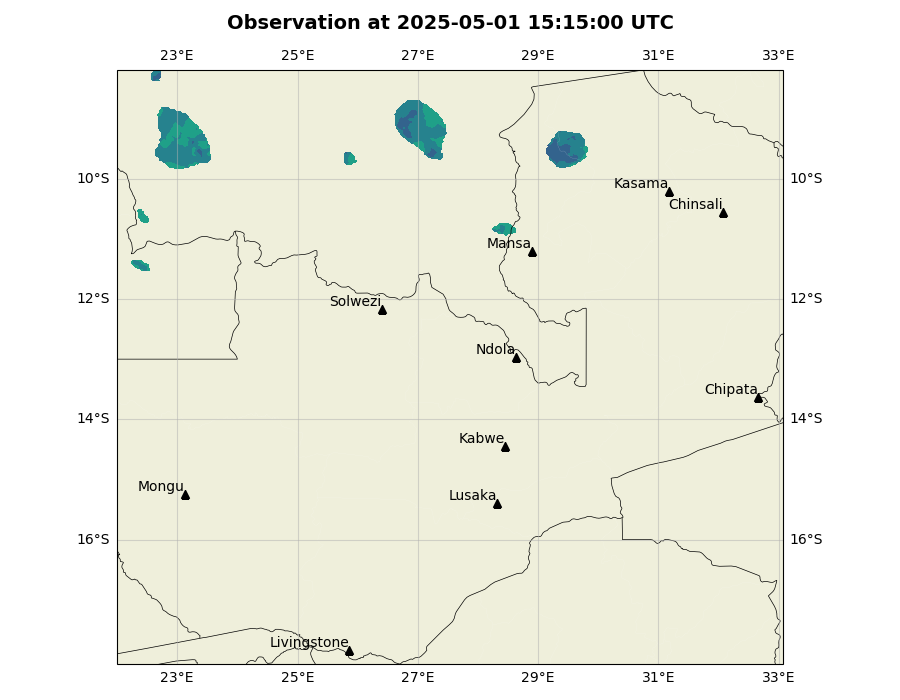 Observation at 2025-05-01 15:15:00 UTC
23°E 25°E 27°E 29°E 31°E 33°E
10°S 10°S
Kasama
Chinsali
Mansa
12°S 12°S
Solwezi
Ndola
Chipata
14°S 14°S
Kabwe
Mongu
Lusaka
16°S 16°S
Livingstone
23°E 25°E 27°E 29°E 31°E 33°E